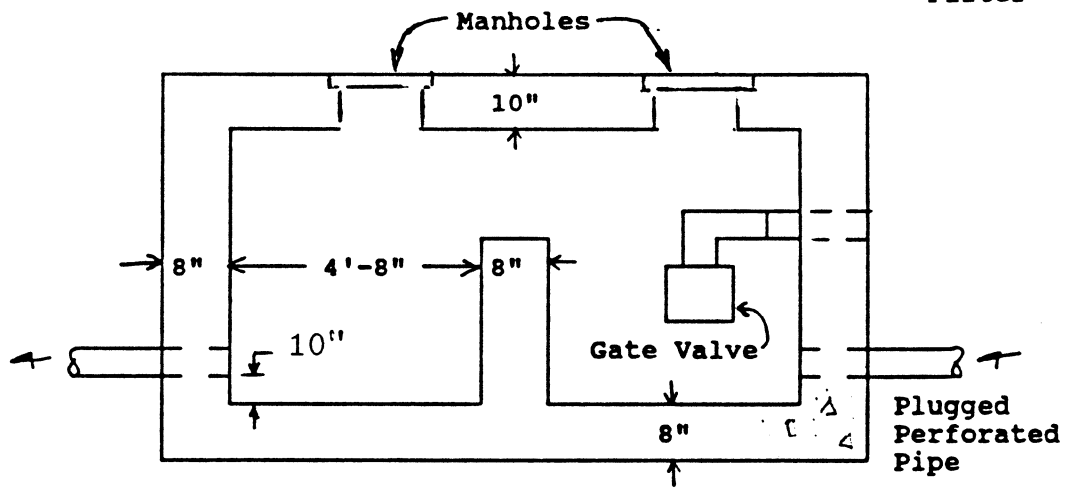 Manholes
10"
8"
4'-8"
8"
10"
Gate Valve
8"
Plugged
Perforated
Pipe